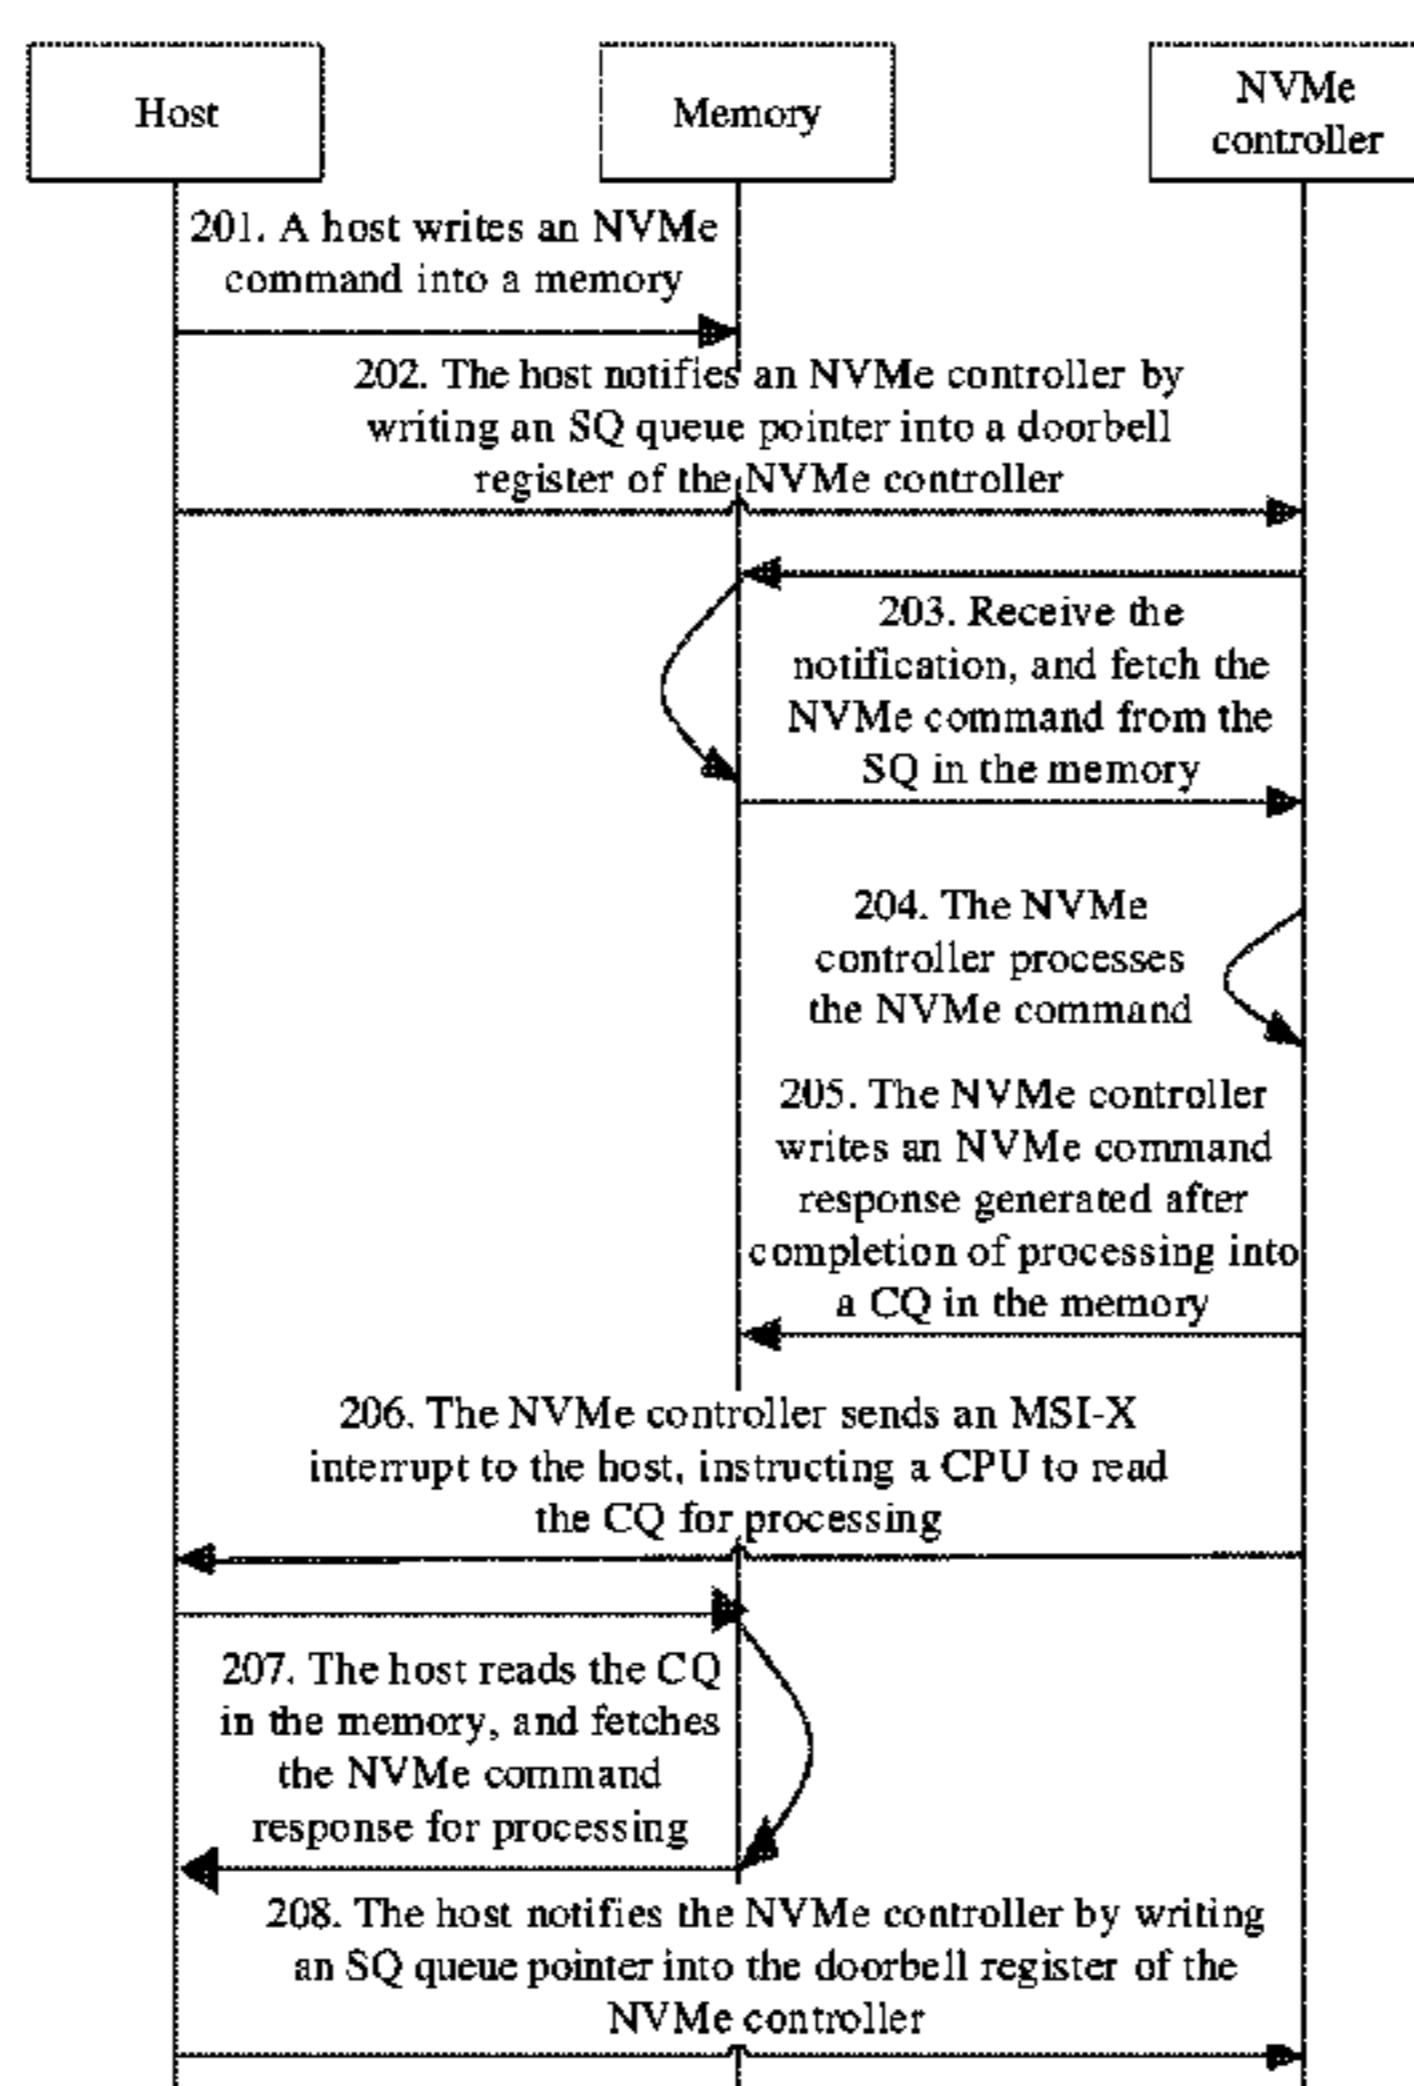 Host
Memory
NVMe
controller
201. A host writes an NVMe
command into a memory
202. The host notifies an NVMe controller by
writing an SQ queue pointer into a doorbell
register of the NVMe controller
203. Receive the
notification, and fetch the
NVMe command from the
SQ in the memory
204. The NVMe
controller processes
the NVMe command
205. The NVMe controller
writes an NVMe command
response generated after
completion of processing into
a CQ in the memory
206. The NVMe controller sends an MSI-X
interrupt to the host, instructing a CPU to read
the CQ for processing
207. The host reads the CQ
in the memory, and fetches
the NVMe command
response for processing
208. The host notifies the NVMe controller by writing
an SQ queue pointer into the doorbell register of the
NVMe controller